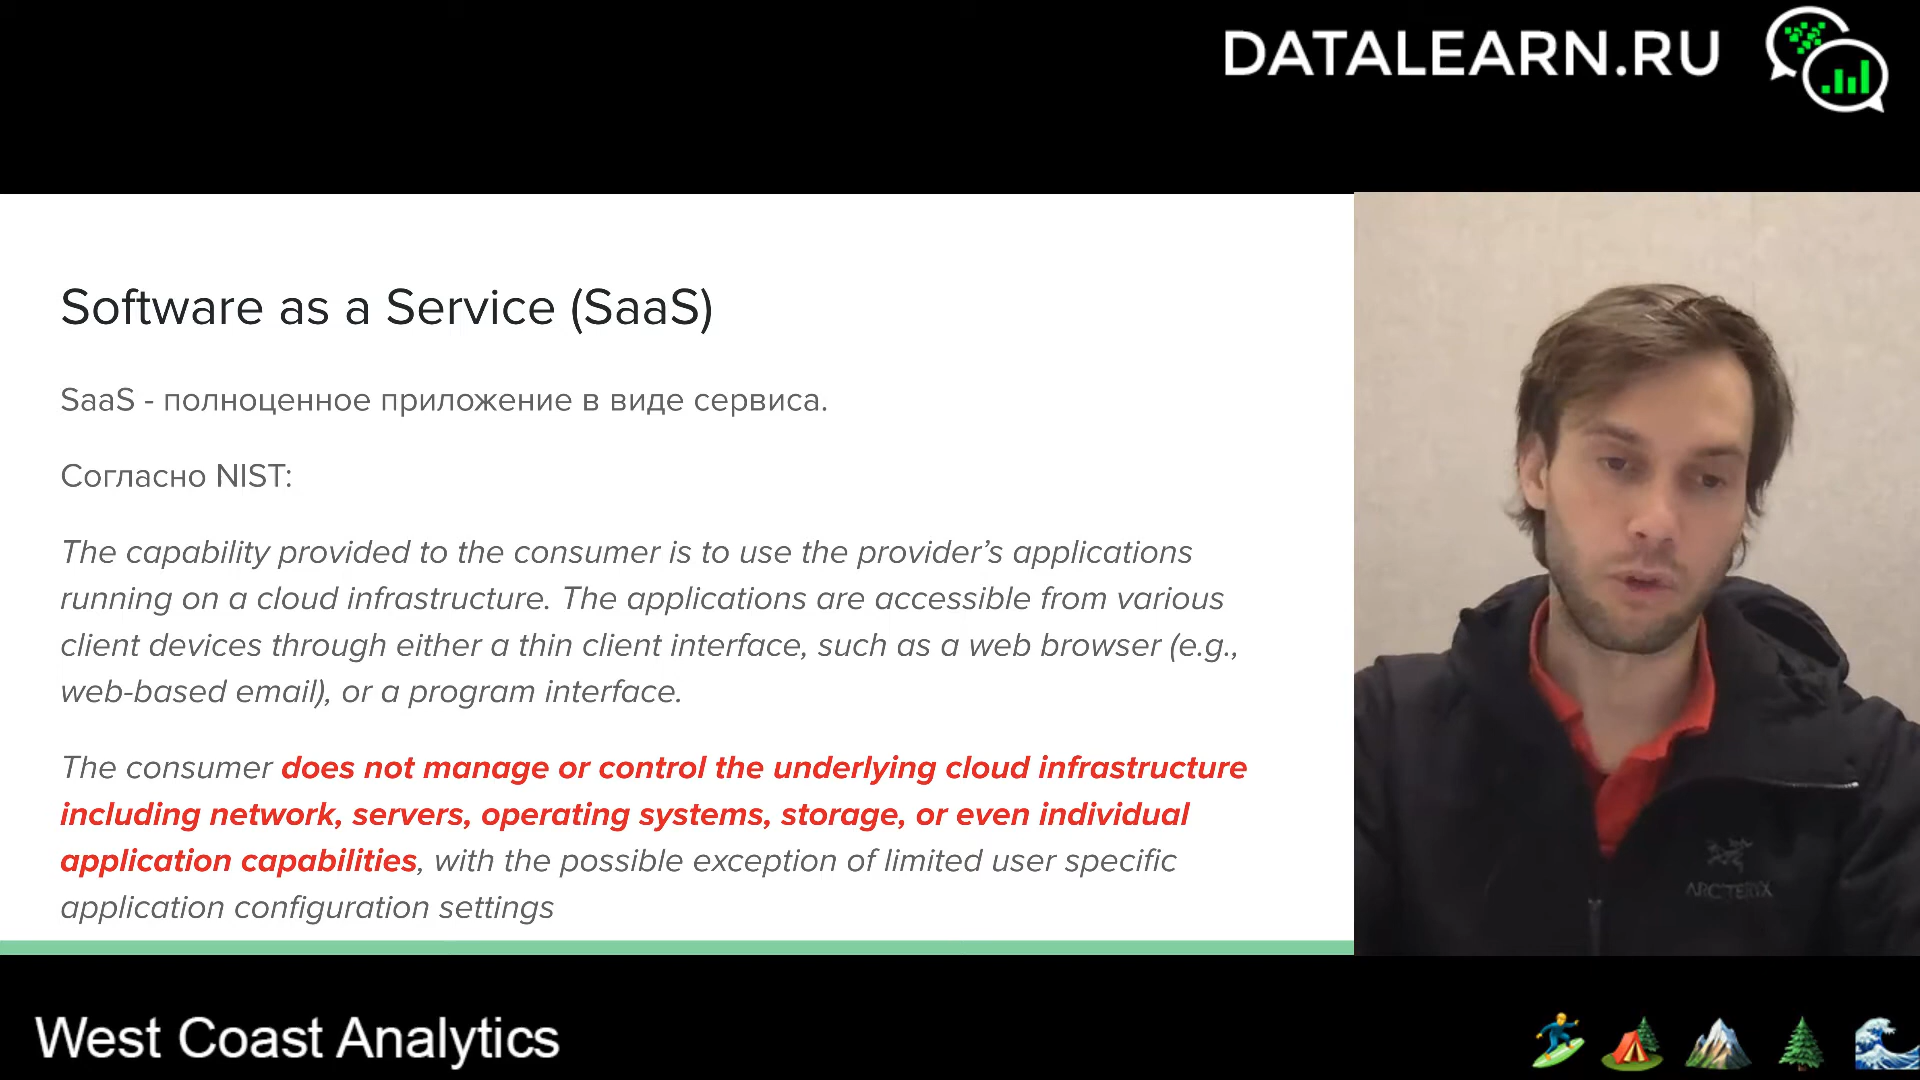 DATALEARN.RU
Software as a Service (SaaS)
SaaS - полноценное приложение в виде сервиса.
Согласно NIST:
The capability provided to the consumer is to use the provider’s applications
running on a cloud infrastructure. The applications are accessible from various
client devices through either a thin client interface, such as a web browser (e.g.,
web-based email), or a program interface.
The consumer does not manage or control the underlying cloud infrastructure
including network, servers, operating systems, storage, or even individual
application capabilities, with the possible exception of limited user specific
application configuration settings
ARC'TERYX
West Coast Analytics